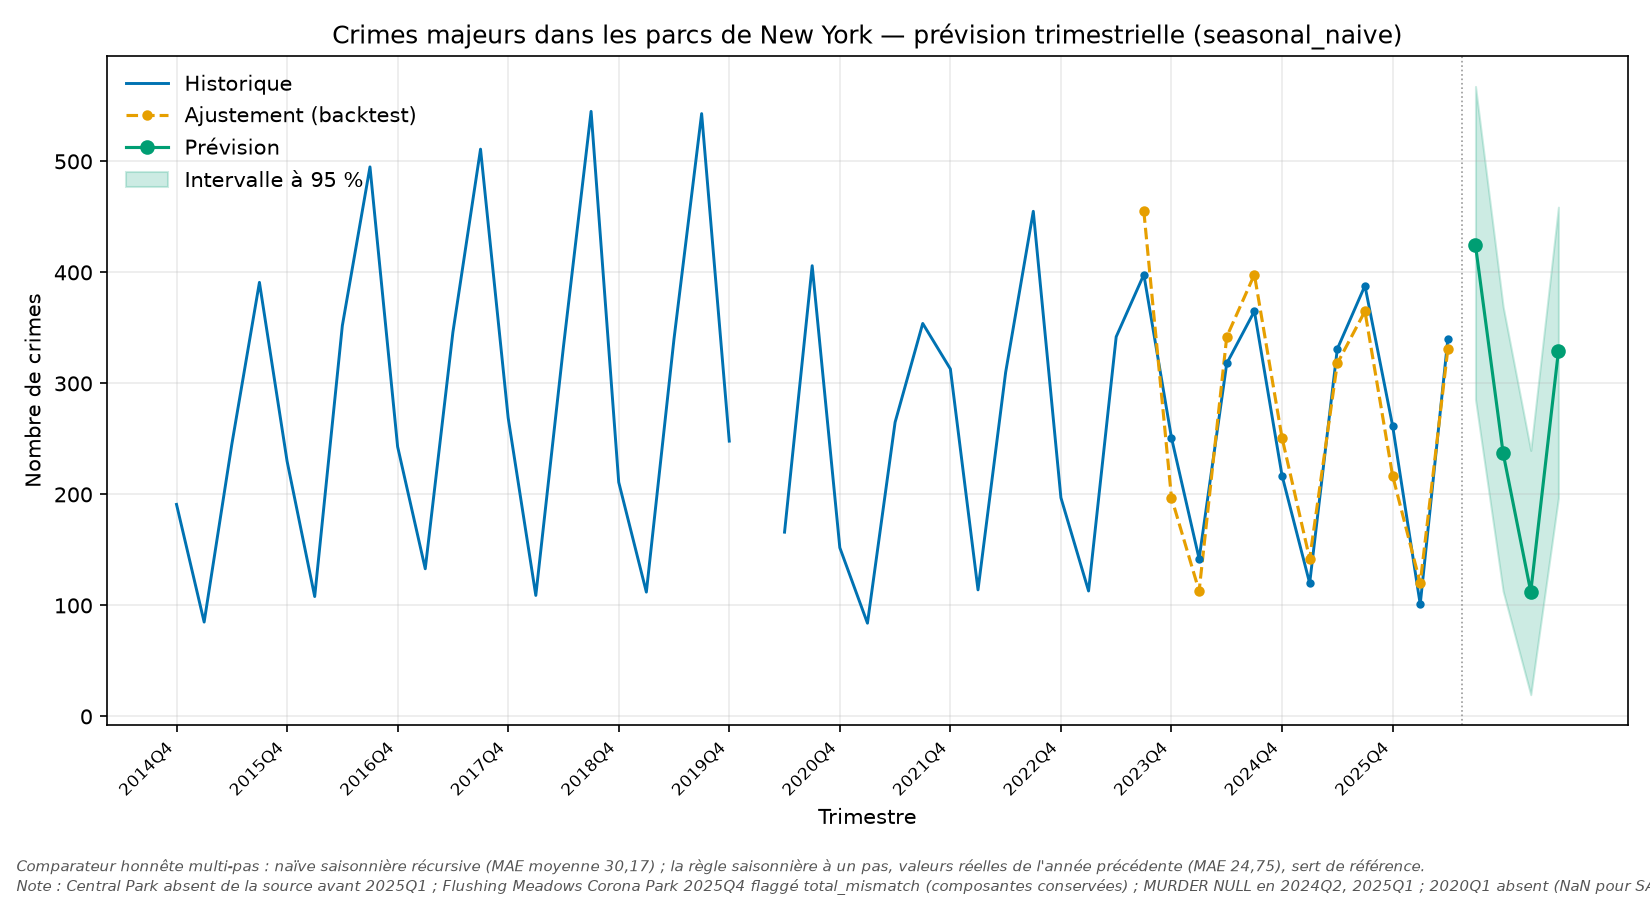 Crimes majeurs dans les parcs de New York — prévision trimestrielle (seasonal_naive)
Historique
Ajustement (backtest)
Prévision
Intervalle à 95 %
Nombre de crimes
500
400
300
200
100
0
2014Q4
2015Q4
2016Q4
2017Q4
2018Q4
2019Q4
2020Q4
2021Q4
2022Q4
2023Q4
2024Q4
2025Q4
Trimestre
Comparateur honnête multi-pas : naïve saisonnière récursive (MAE moyenne 30,17) ; la règle saisonnière à un pas, valeurs réelles de l'année précédente (MAE 24,75), sert de référence.
Note : Central Park absent de la source avant 2025Q1 ; Flushing Meadows Corona Park 2025Q4 flaggé total_mismatch (composantes conservées) ; MURDER NULL en 2024Q2, 2025Q1 ; 2020Q1 absent (NaN pour